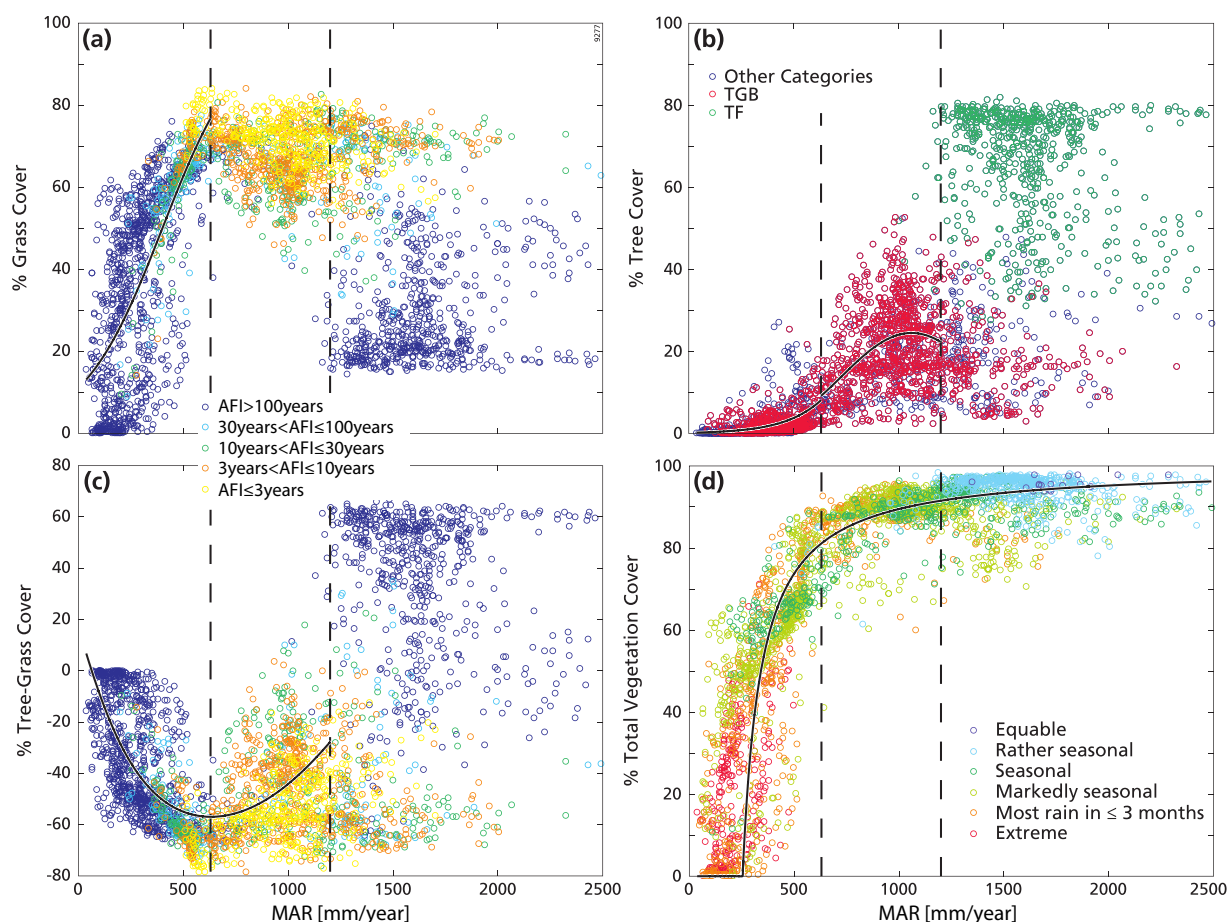 (a)
9277
100
80
60
40
20
0
% Grass Cover
AFI>100years
30years<AFI≤100years
10years<AFI≤30years
3years<AFI≤10years
AFI≤3years
(b)
100
80
60
40
20
0
% Tree Cover
Other Categories
TGB
TF
(c)
80
60
40
20
0
-20
-40
-60
-80
% Tree-Grass Cover
0
500
1000
1500
2000
2500
MAR [mm/year]
(d)
100
80
60
40
20
0
% Total Vegetation Cover
Equable
Rather seasonal
Seasonal
Markedly seasonal
Most rain in ≤ 3 months
Extreme
0
500
1000
1500
2000
2500
MAR [mm/year]